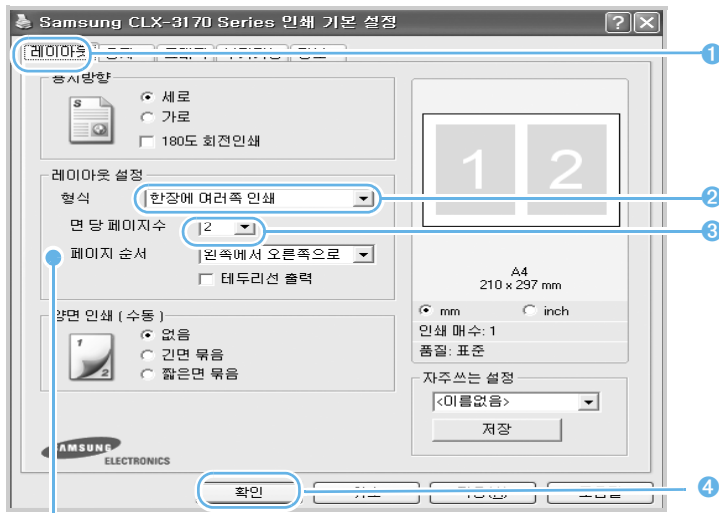 Samsung CLX-3170 Series 인쇄 기본 설정
레이아웃
1
용지방향
S
세로
가로
180도 회전인쇄
레이아웃 설정
형식
한장에 여러쪽 인쇄
2
면 당 페이지수
2
3
페이지 순서
왼쪽에서 오른쪽으로
테두리선 출력
양면 인쇄 ( 수동 )
1
2
없음
긴면 묶음
짧은면 묶음
1 2
A4
210 x 297 mm
mm
inch
인쇄 매수: 1
품질: 표준
자주쓰는 설정
<이름없음>
저장
SAMSUNG
ELECTRONICS
확인
4